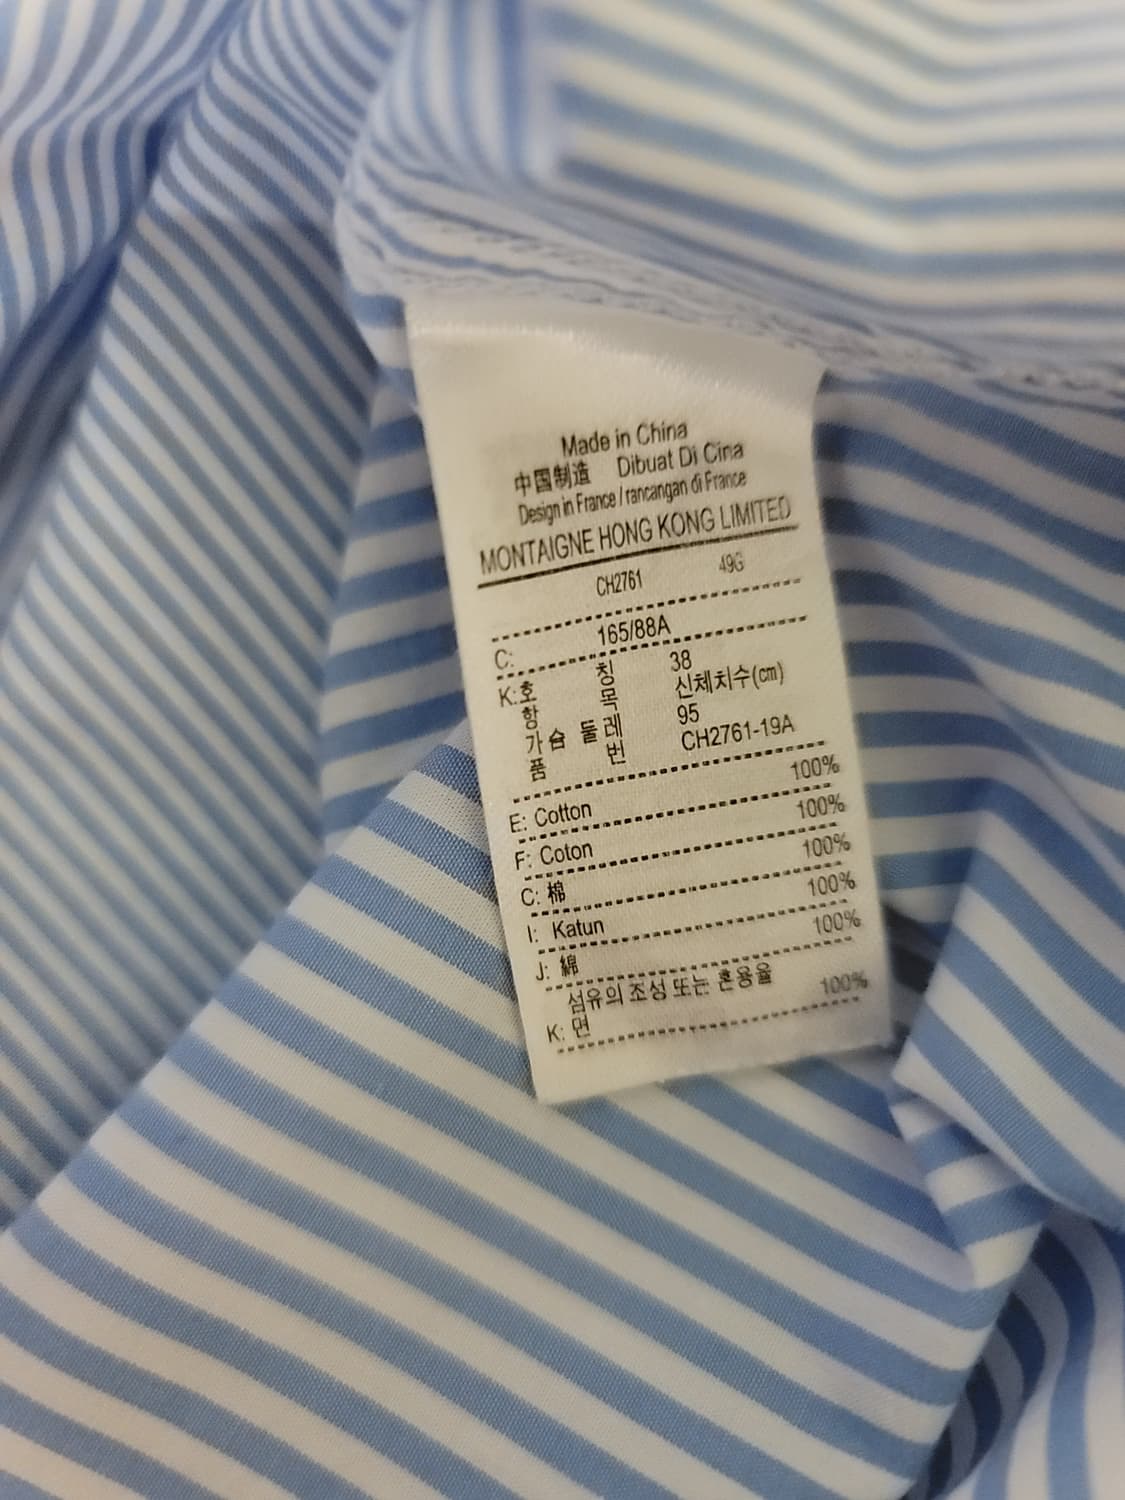 Made in China
中国制造 Dibuat Di Cina
Design in France / rancangan di France
MONTAIGNE HONG KONG LIMITED
CH2761 49G
C: 165/88A
K:호 칭 38
항 목 신체치수(cm)
가슴 둘레 95
품 번 CH2761-19A
E: Cotton 100%
F: Coton 100%
C: 棉 100%
I: Katun 100%
J: 綿 100%
섬유의 조성 또는 혼용율
K: 면 100%